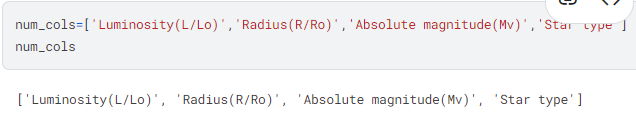 num_cols=['Luminosity(L/Lo)','Radius(R/Ro)','Absolute magnitude(Mv)','Star type']
num_cols
['Luminosity(L/Lo)', 'Radius(R/Ro)', 'Absolute magnitude(Mv)', 'Star type']